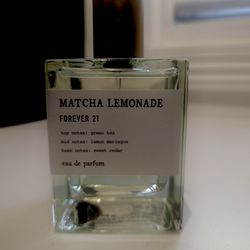 MATCHA LEMONADE
FOREVER 21
top notes: green tea
mid notes: lemon meringue
base notes: sweet cedar
eau de parfum